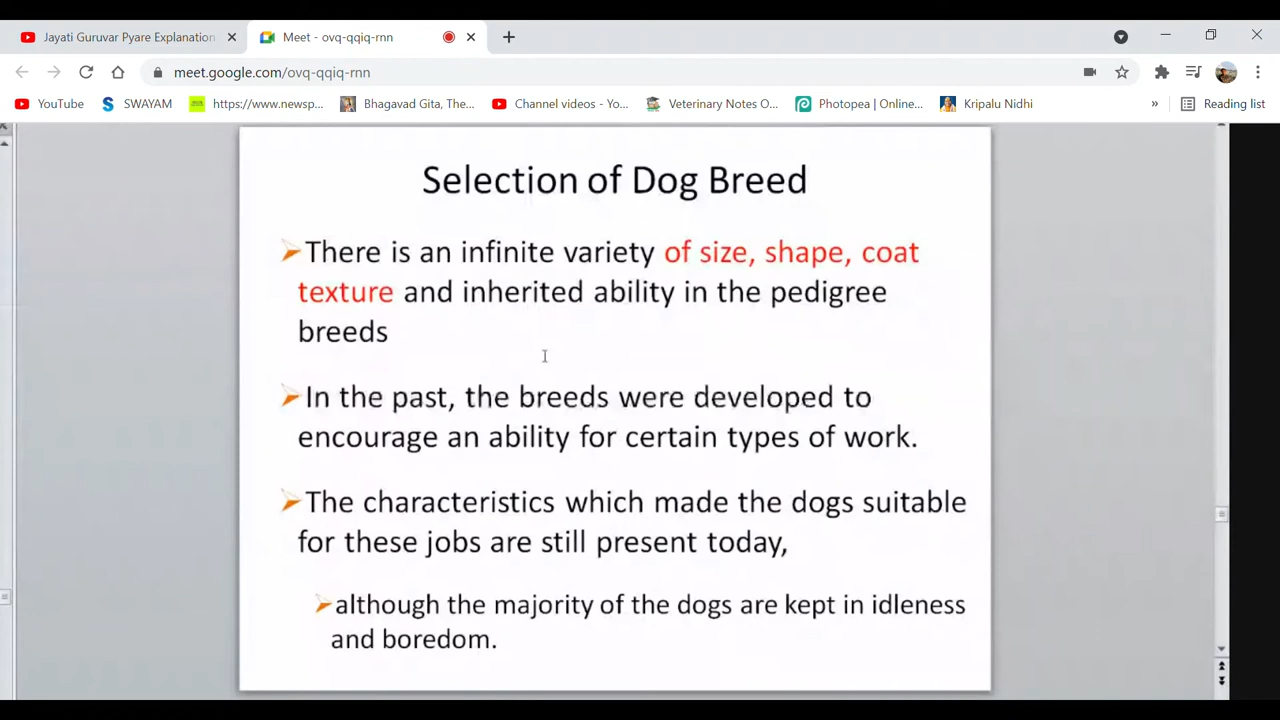 Jayati Guruvar Pyare Explanation
Meet - ovq-qqiq-rnn
meet.google.com/ovq-qqiq-rnn
YouTube
SWAYAM
https://www.newsp...
Bhagavad Gita, The...
Channel videos - Yo...
Veterinary Notes O...
Photopea | Online...
Kripalu Nidhi
»
Reading list
Selection of Dog Breed
There is an infinite variety of size, shape, coat
texture and inherited ability in the pedigree
breeds
In the past, the breeds were developed to
encourage an ability for certain types of work.
The characteristics which made the dogs suitable
for these jobs are still present today,
although the majority of the dogs are kept in idleness
and boredom.